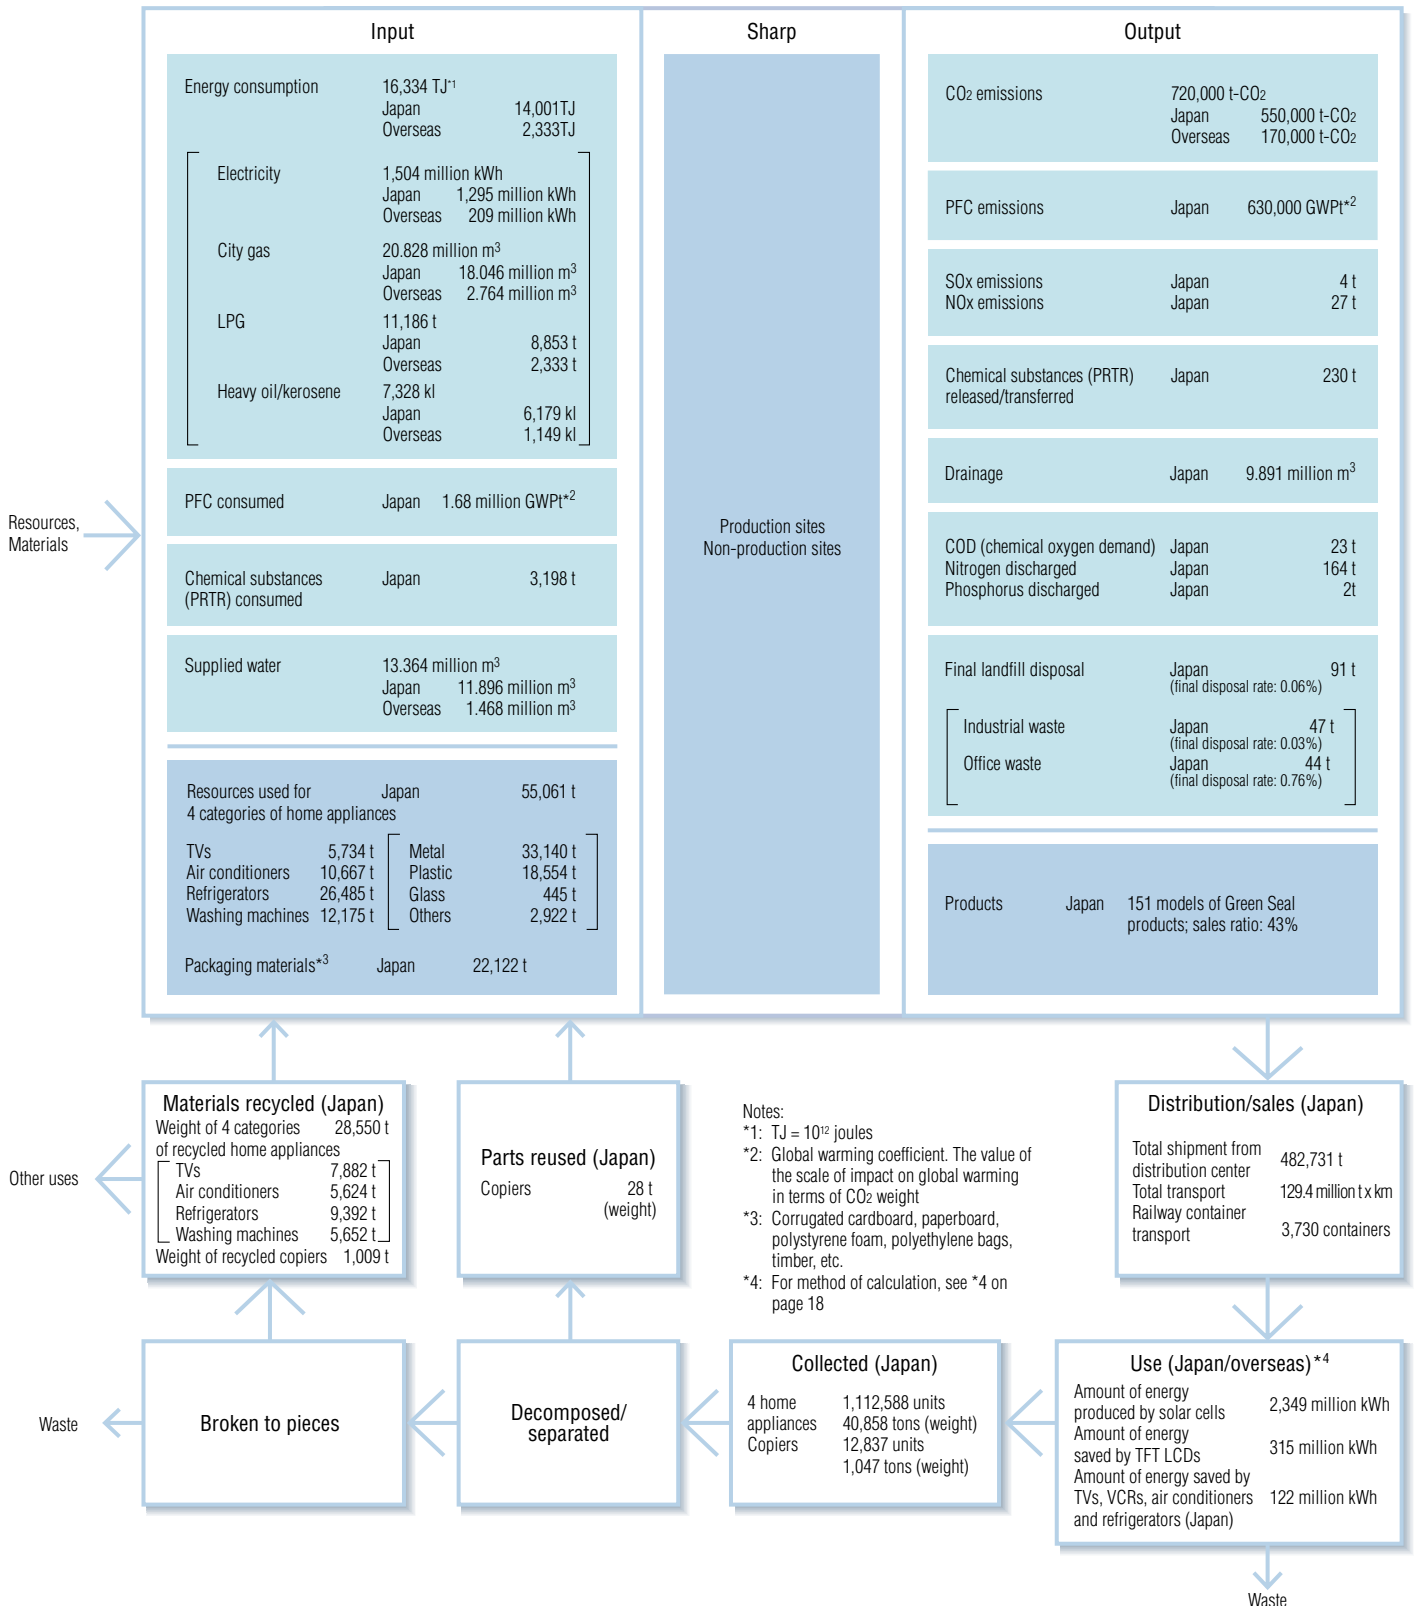 Input
Energy consumption 16,334 TJ*1
Japan 14,001TJ
Overseas 2,333TJ
Electricity 1,504 million kWh
Japan 1,295 million kWh
Overseas 209 million kWh
City gas 20.828 million m3
Japan 18.046 million m3
Overseas 2.764 million m3
LPG 11,186 t
Japan 8,853 t
Overseas 2,333 t
Heavy oil/kerosene 7,328 kl
Japan 6,179 kl
Overseas 1,149 kl
Resources,
Materials
PFC consumed Japan 1.68 million GWPt*2
Chemical substances Japan 3,198 t
(PRTR) consumed
Supplied water 13.364 million m3
Japan 11.896 million m3
Overseas 1.468 million m3
Resources used for Japan 55,061 t
4 categories of home appliances
TVs 5,734 t Metal 33,140 t
Air conditioners 10,667 t Plastic 18,554 t
Refrigerators 26,485 t Glass 445 t
Washing machines 12,175 t Others 2,922 t
Packaging materials*3 Japan 22,122 t
Sharp
Production sites
Non-production sites
Output
CO2 emissions 720,000 t-CO2
Japan 550,000 t-CO2
Overseas 170,000 t-CO2
PFC emissions Japan 630,000 GWPt*2
SOx emissions Japan 4 t
NOx emissions Japan 27 t
Chemical substances (PRTR) Japan 230 t
released/transferred
Drainage Japan 9.891 million m3
COD (chemical oxygen demand) Japan 23 t
Nitrogen discharged Japan 164 t
Phosphorus discharged Japan 2t
Final landfill disposal Japan 91 t
(final disposal rate: 0.06%)
Industrial waste Japan 47 t
(final disposal rate: 0.03%)
Office waste Japan 44 t
(final disposal rate: 0.76%)
Products Japan 151 models of Green Seal
products; sales ratio: 43%
Distribution/sales (Japan)
Total shipment from
distribution center 482,731 t
Total transport 129.4 million t x km
Railway container
transport 3,730 containers
Use (Japan/overseas)*4
Amount of energy
produced by solar cells 2,349 million kWh
Amount of energy
saved by TFT LCDs 315 million kWh
Amount of energy saved by
TVs, VCRs, air conditioners 122 million kWh
and refrigerators (Japan)
Waste
Collected (Japan)
4 home 1,112,588 units
appliances 40,858 tons (weight)
Copiers 12,837 units
1,047 tons (weight)
Decomposed/
separated
Broken to pieces
Waste
Parts reused (Japan)
Copiers 28 t
(weight)
Materials recycled (Japan)
Weight of 4 categories 28,550 t
of recycled home appliances
TVs 7,882 t
Air conditioners 5,624 t
Refrigerators 9,392 t
Washing machines 5,652 t
Weight of recycled copiers 1,009 t
Other uses
Notes:
*1: TJ = 1012 joules
*2: Global warming coefficient. The value of
the scale of impact on global warming
in terms of CO2 weight
*3: Corrugated cardboard, paperboard,
polystyrene foam, polyethylene bags,
timber, etc.
*4: For method of calculation, see *4 on
page 18